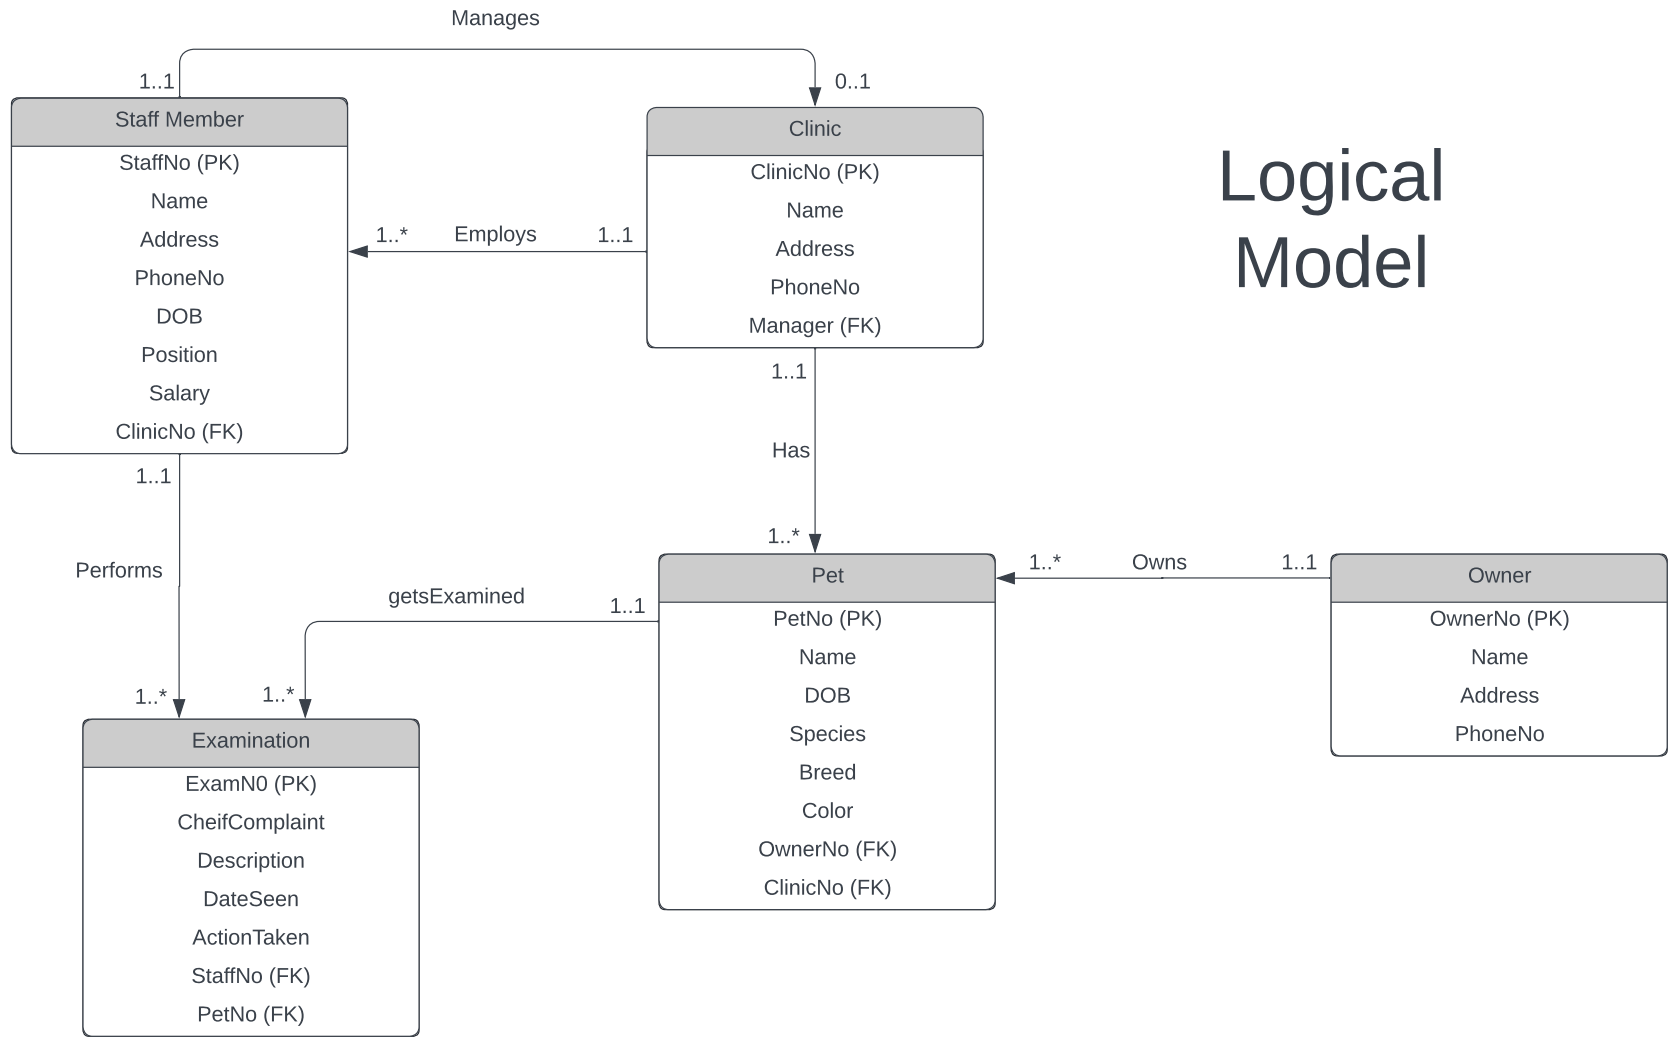 Manages
1..1
0..1
Staff Member
StaffNo (PK)
Name
Address
PhoneNo
DOB
Position
Salary
ClinicNo (FK)
1..*
Employs
1..1
Clinic
ClinicNo (PK)
Name
Address
PhoneNo
Manager (FK)
Logical
Model
1..1
Has
1..*
1..1
Performs
1..*
getsExamined
1..1
1..*
Pet
PetNo (PK)
Name
DOB
Species
Breed
Color
OwnerNo (FK)
ClinicNo (FK)
1..*
Owns
1..1
Owner
OwnerNo (PK)
Name
Address
PhoneNo
Examination
ExamN0 (PK)
CheifComplaint
Description
DateSeen
ActionTaken
StaffNo (FK)
PetNo (FK)